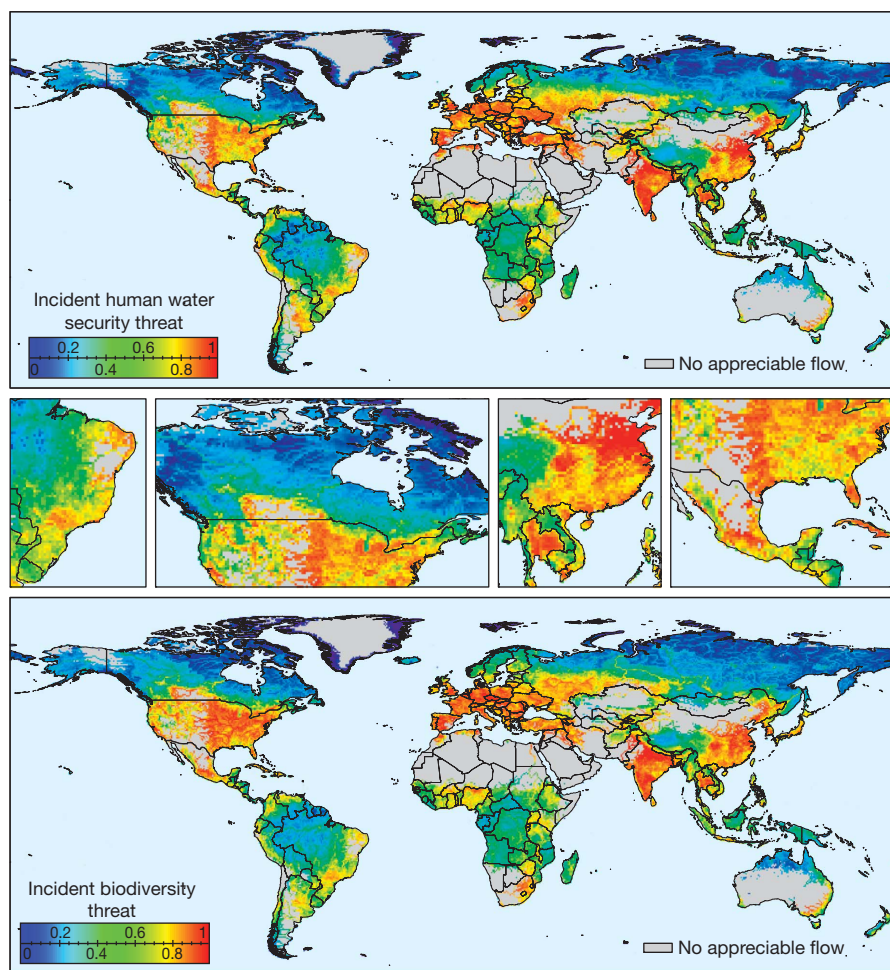 Incident human water
security threat
0.2 0.6 1
0 0.4 0.8
No appreciable flow
Incident biodiversity
threat
0.2 0.6 1
0 0.4 0.8
No appreciable flow